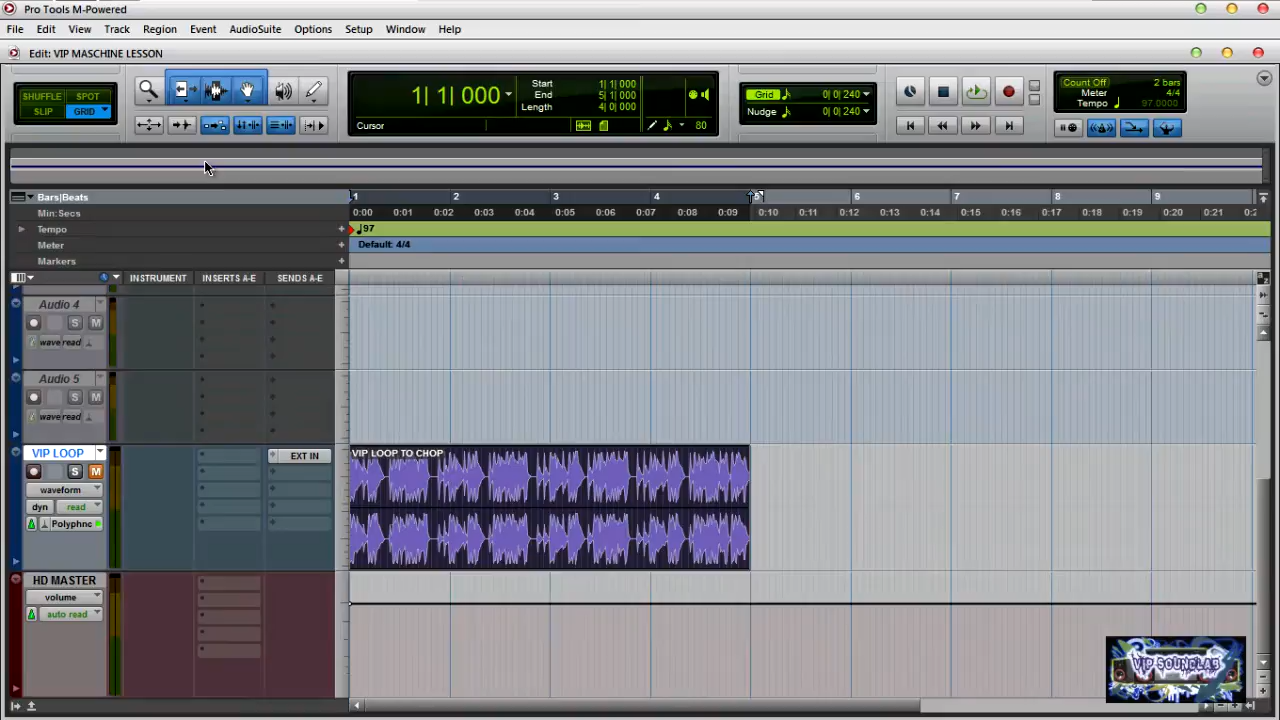 Pro Tools M-Powered
File Edit View Track Region Event AudioSuite Options Setup Window Help
Edit: VIP MASCHINE LESSON
SHUFFLE SPOT
SLIP GRID
1| 1| 000
Start 1| 1| 000
End 5| 1| 000
Length 4| 0| 000
Cursor 80
Grid 0| 0| 240
Nudge 0| 0| 240
Count Off 2 bars
Meter 4/4
Tempo 97.0000
Bars|Beats 1 2 3 4 5 6 7 8 9
Min:Secs 0:00 0:01 0:02 0:03 0:04 0:05 0:06 0:07 0:08 0:09 0:10 0:11 0:12 0:13 0:14 0:15 0:16 0:17 0:18 0:19 0:20 0:21
Tempo 97
Meter Default: 4/4
Markers
INSTRUMENT INSERTS A-E SENDS A-E
Audio 4
S M
wave read
Audio 5
S M
wave read
VIP LOOP EXT IN VIP LOOP TO CHOP
S M
waveform
dyn read
Polyphnc
HD MASTER
volume
auto read
VIP SOUNDLAB